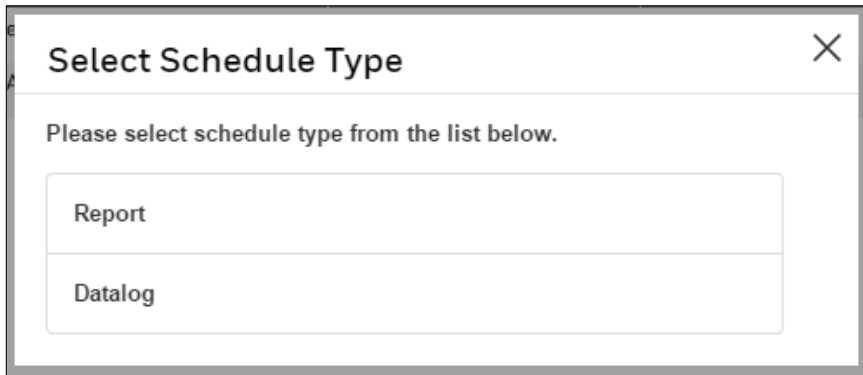 Select Schedule Type
Please select schedule type from the list below.
Report
Datalog